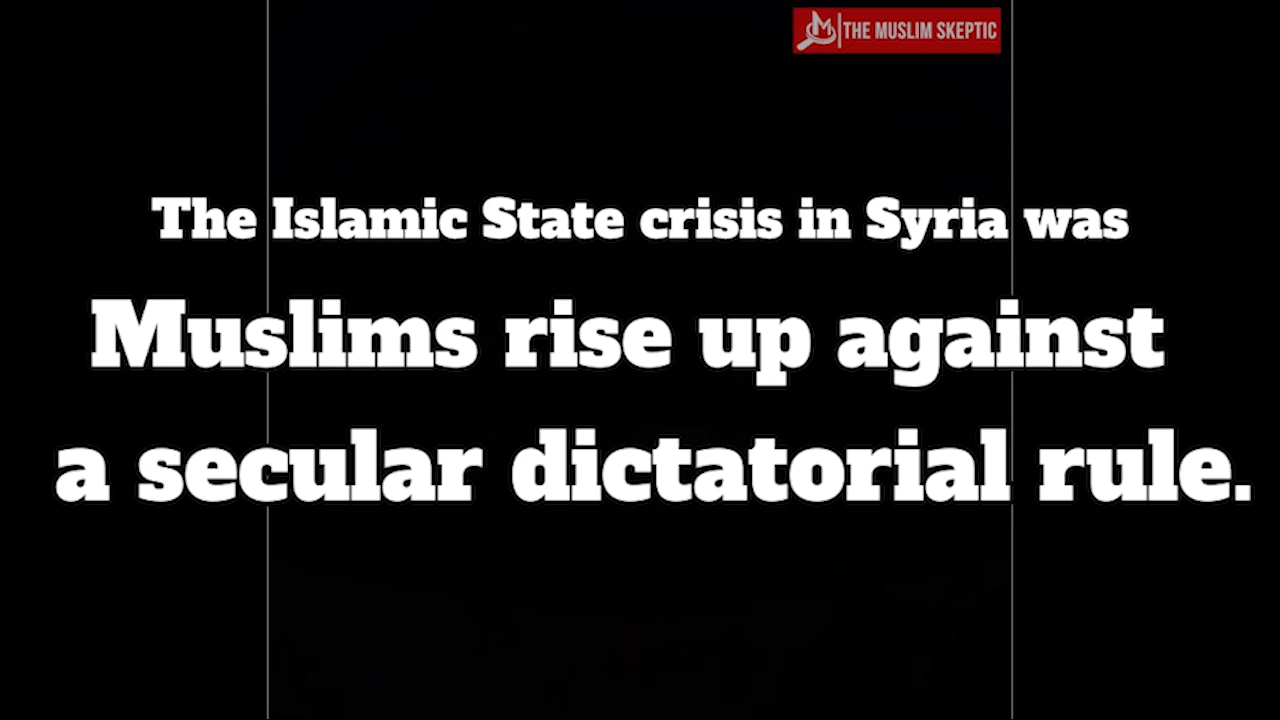 THE MUSLIM SKEPTIC
The Islamic State crisis in Syria was
Muslims rise up against
a secular dictatorial rule.